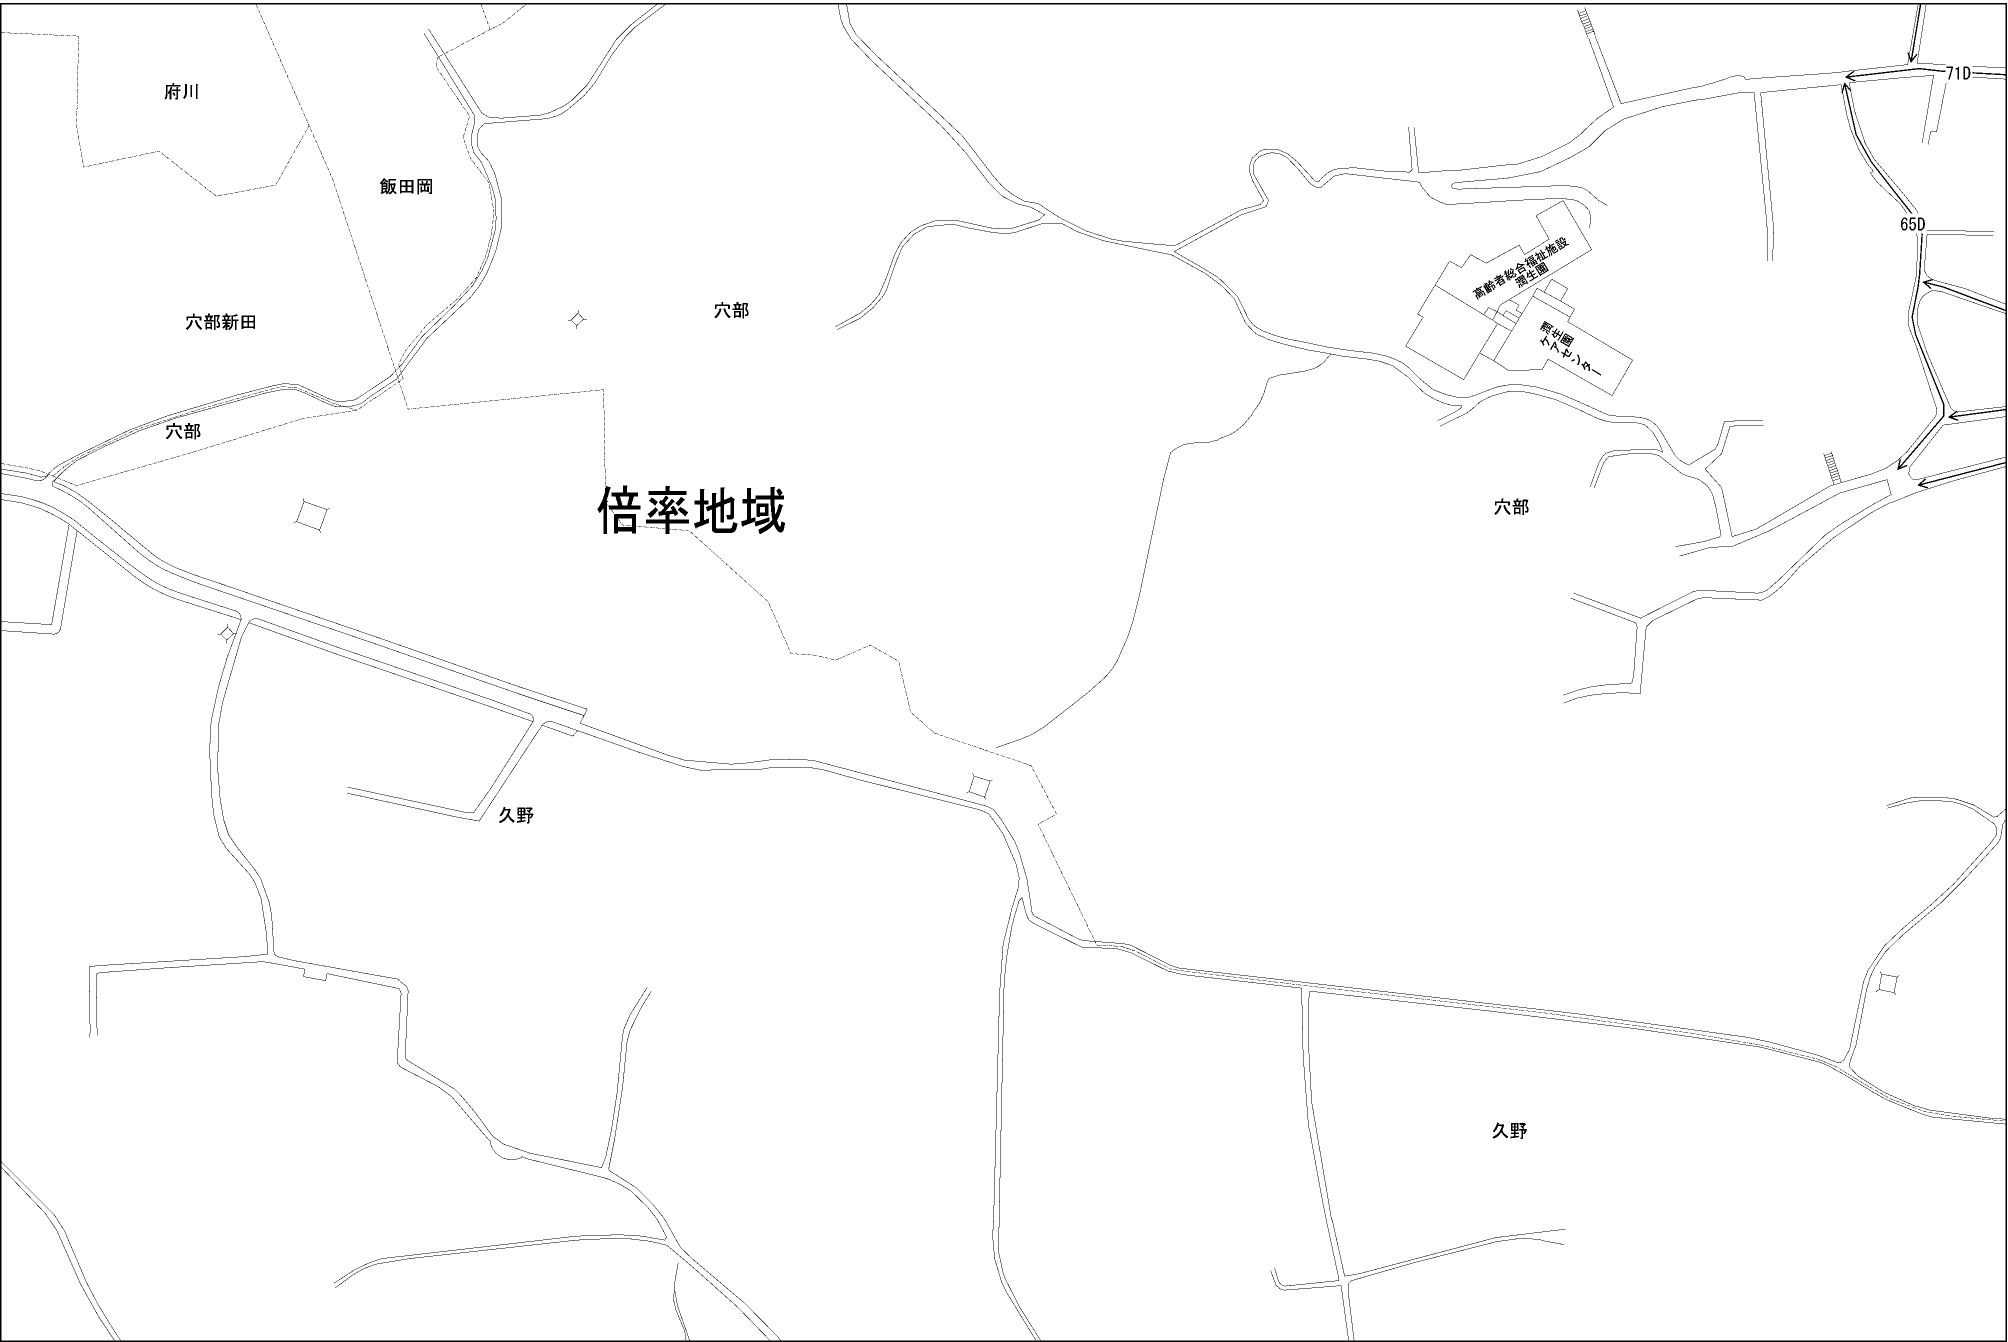 71D
府川
飯田岡
65D
高齢者総合福祉施設
潤生園
穴部
穴部新田
潤生園
ケアセンター
穴部
倍率地域
穴部
久野
久野